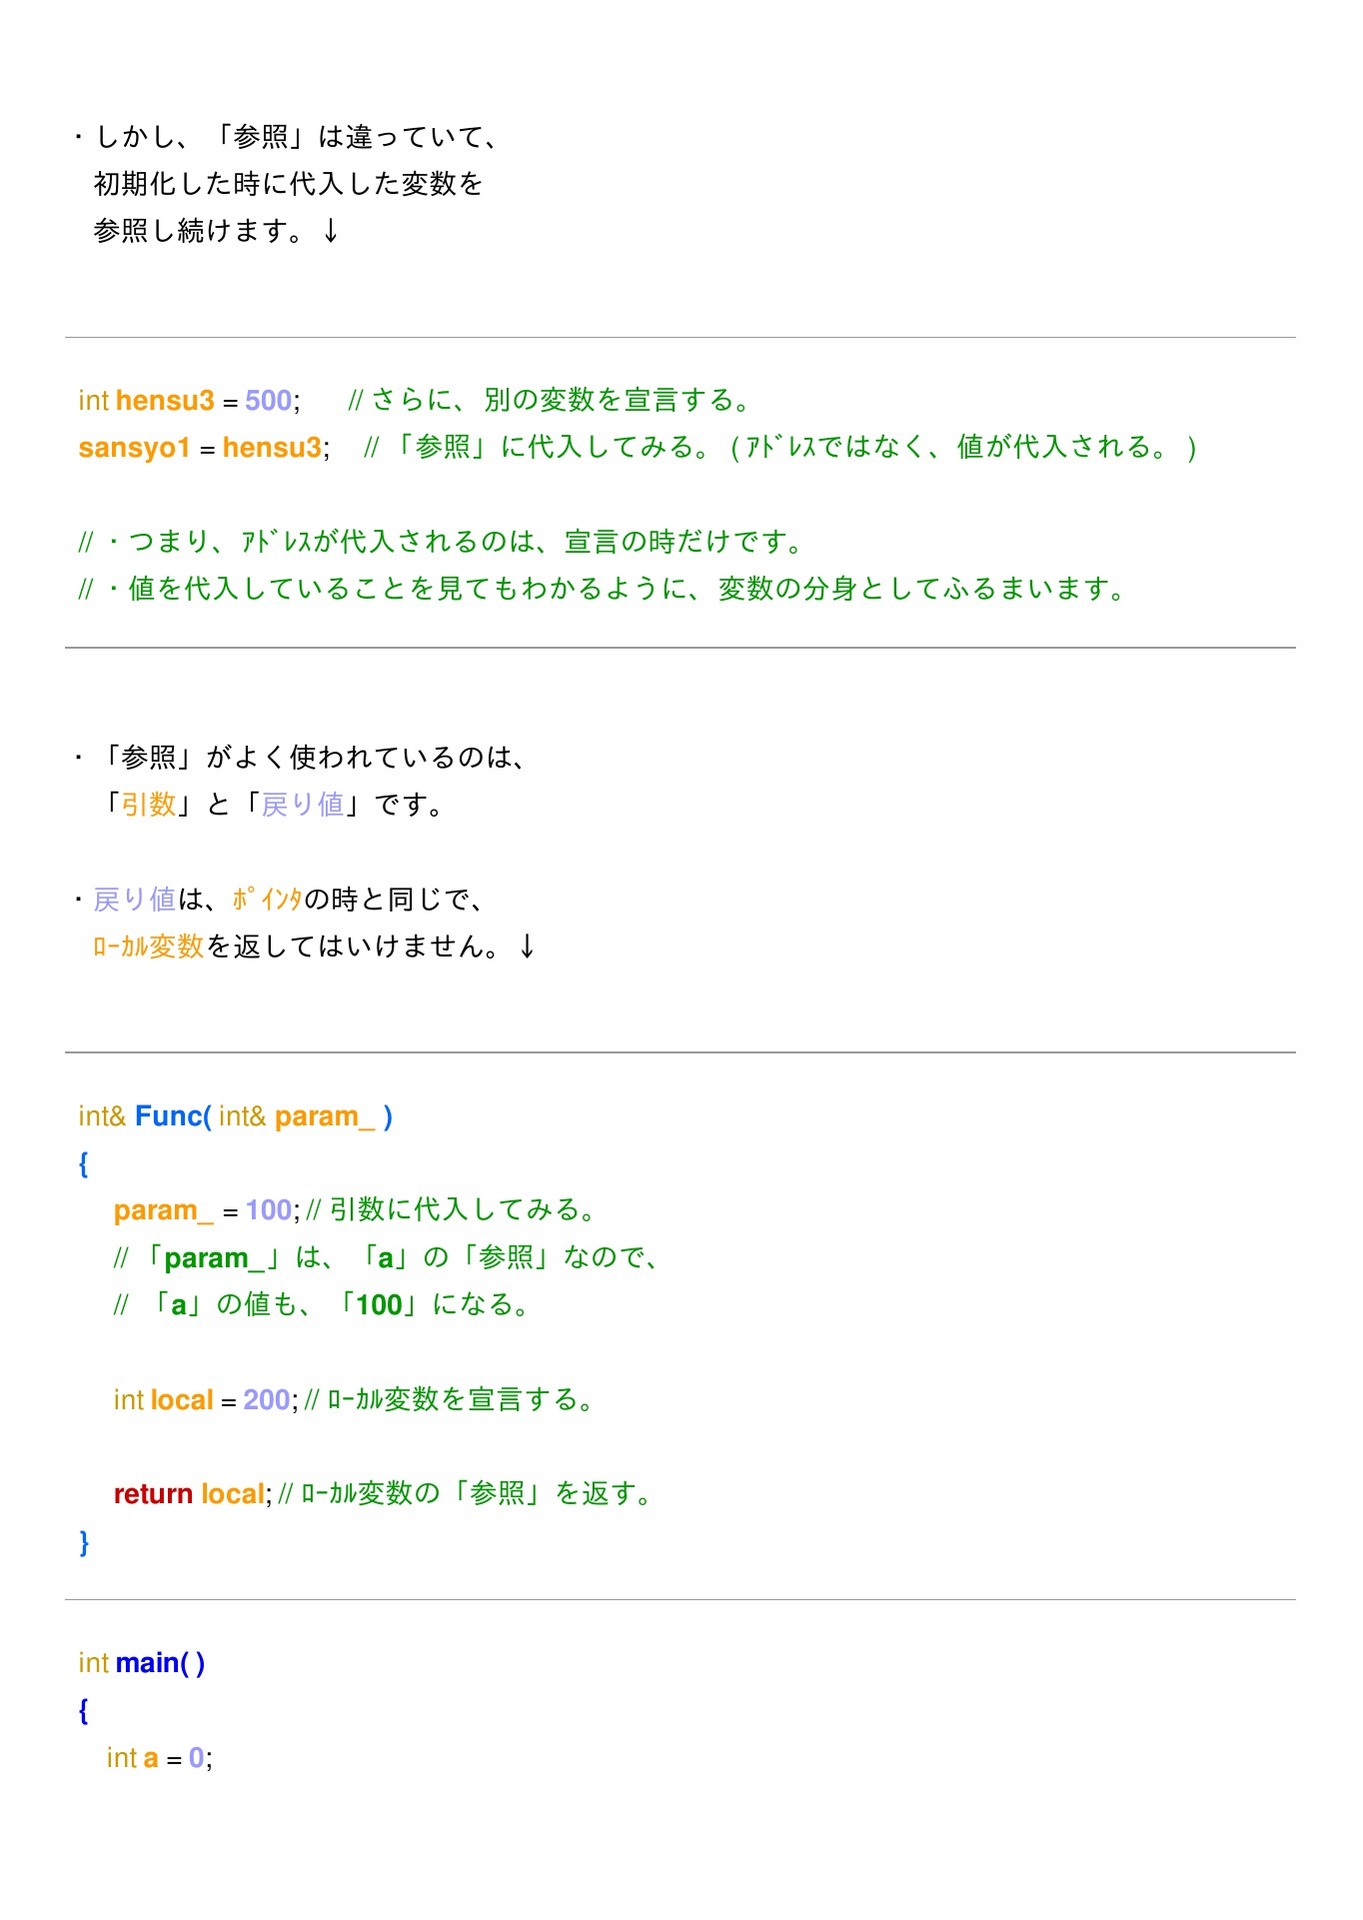 ・しかし、「参照」は違っていて、
初期化した時に代入した変数を
参照し続けます。↓
int hensu3 = 500; // さらに、別の変数を宣言する。
sansyo1 = hensu3; // 「参照」に代入してみる。 ( ｱﾄﾞﾚｽではなく、値が代入される。 )
// ・つまり、ｱﾄﾞﾚｽが代入されるのは、宣言の時だけです。
// ・値を代入していることを見てもわかるように、変数の分身としてふるまいます。
・「参照」がよく使われているのは、
「引数」と「戻り値」です。
・戻り値は、ﾎﾟｲﾝﾀの時と同じで、
ﾛｰｶﾙ変数を返してはいけません。↓
int& Func( int& param_ )
{
param_ = 100; // 引数に代入してみる。
// 「param_」は、「a」の「参照」なので、
// 「a」の値も、「100」になる。
int local = 200; // ﾛｰｶﾙ変数を宣言する。
return local; // ﾛｰｶﾙ変数の「参照」を返す。
}
int main( )
{
int a = 0;